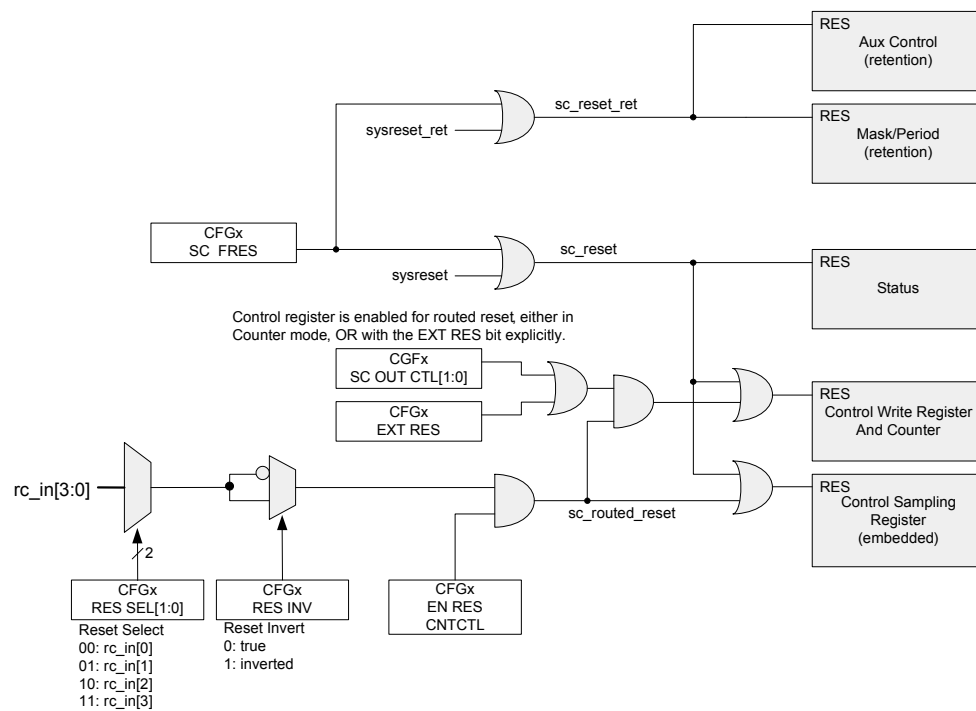 RES
Aux Control
(retention)
sc_reset_ret
sysreset_ret
RES
Mask/Period
(retention)
CFGx
SC FRES
sc_reset
sysreset
RES
Status
Control register is enabled for routed reset, either in
Counter mode, OR with the EXT RES bit explicitly.
CGFx
SC OUT CTL[1:0]
CFGx
EXT RES
RES
Control Write Register
And Counter
rc_in[3:0]
sc_routed_reset
RES
Control Sampling
Register
(embedded)
2
CFGx
RES SEL[1:0]
CFGx
RES INV
CFGx
EN RES
CNTCTL
Reset Select
00: rc_in[0]
01: rc_in[1]
10: rc_in[2]
11: rc_in[3]
Reset Invert
0: true
1: inverted